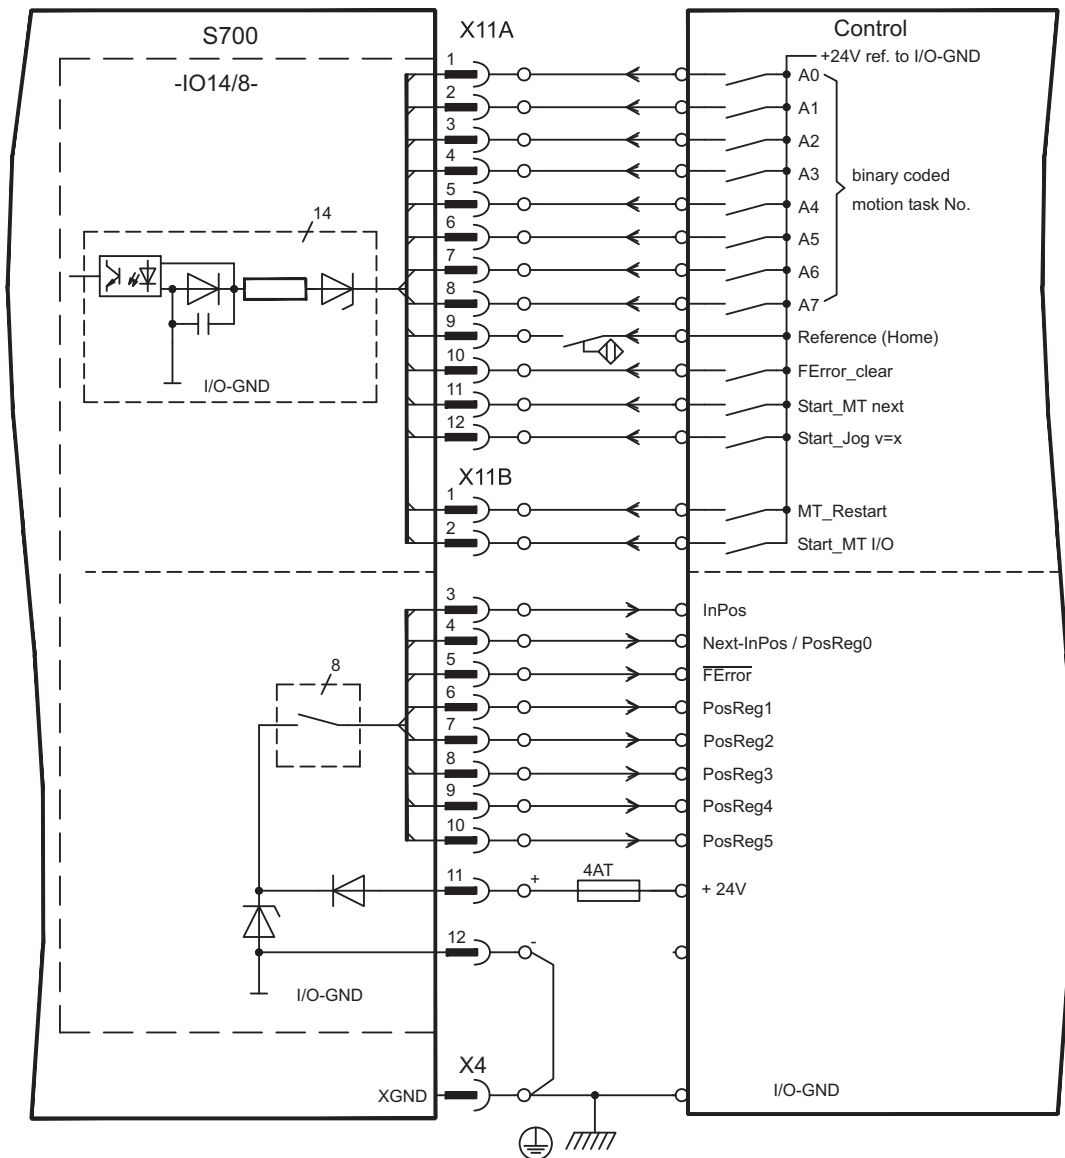 S700
X11A
Control
-IO14/8-
+24V ref. to I/O-GND
1
A0
2
A1
3
A2
4
A3
binary coded
5
A4
motion task No.
14
6
A5
7
A6
8
A7
9
Reference (Home)
10
FError_clear
I/O-GND
11
Start_MT next
12
Start_Jog v=x
X11B
1
MT_Restart
2
Start_MT I/O
3
InPos
4
Next-InPos / PosReg0
5
FError
8
6
PosReg1
7
PosReg2
8
PosReg3
9
PosReg4
10
PosReg5
11
+
4AT
+ 24V
12
-
I/O-GND
X4
XGND
I/O-GND